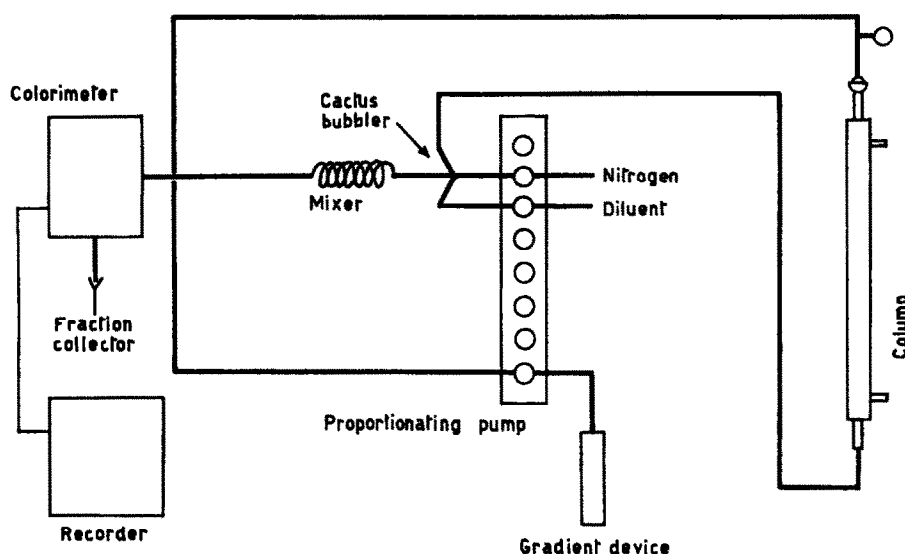 Colorimeter
Cactus
bubbler
Nitrogen
Mixer
Diluent
Fraction
collector
Column
Proportionating pump
Recorder
Gradient device